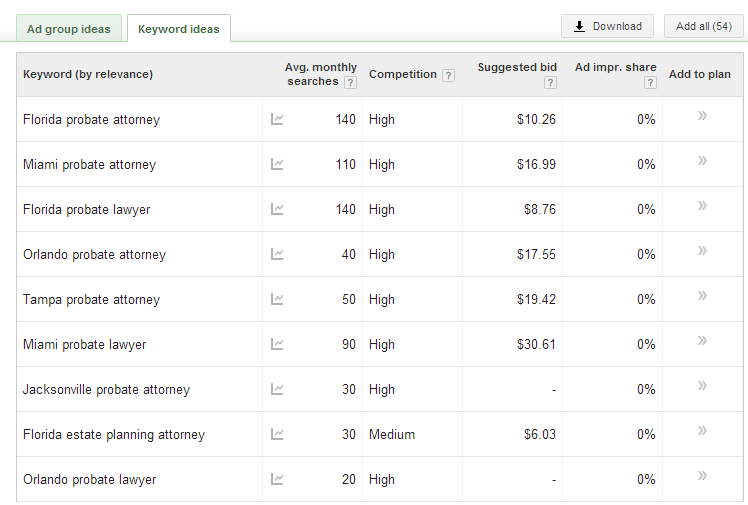 Ad group ideas Keyword ideas Download Add all (54)
Keyword (by relevance) Avg. monthly searches ? Competition ? Suggested bid ? Ad impr. share ? Add to plan
Florida probate attorney 140 High $10.26 0% »
Miami probate attorney 110 High $16.99 0% »
Florida probate lawyer 140 High $8.76 0% »
Orlando probate attorney 40 High $17.55 0% »
Tampa probate attorney 50 High $19.42 0% »
Miami probate lawyer 90 High $30.61 0% »
Jacksonville probate attorney 30 High - 0% »
Florida estate planning attorney 30 Medium $6.03 0% »
Orlando probate lawyer 20 High - 0% »